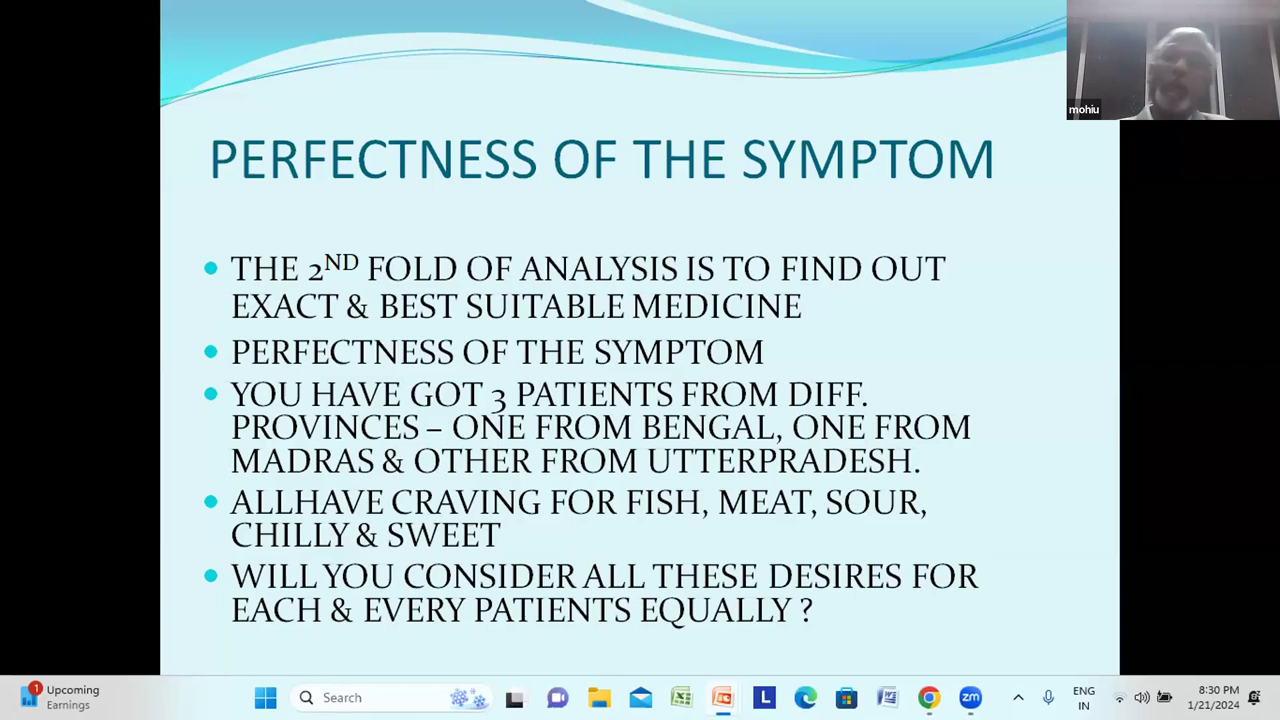 mohiu
PERFECTNESS OF THE SYMPTOM
THE 2ND FOLD OF ANALYSIS IS TO FIND OUT
EXACT & BEST SUITABLE MEDICINE
PERFECTNESS OF THE SYMPTOM
YOU HAVE GOT 3 PATIENTS FROM DIFF.
PROVINCES – ONE FROM BENGAL, ONE FROM
MADRAS & OTHER FROM UTTERPRADESH.
ALLHAVE CRAVING FOR FISH, MEAT, SOUR,
CHILLY & SWEET
WILL YOU CONSIDER ALL THESE DESIRES FOR
EACH & EVERY PATIENTS EQUALLY ?
1
Upcoming
Earnings
Search
L
zm
ENG
IN
8:30 PM
1/21/2024